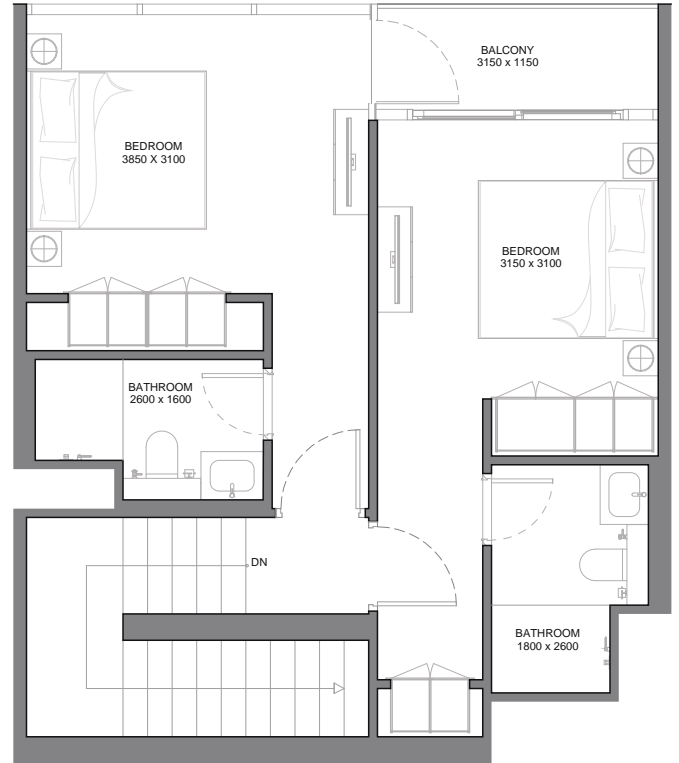 BALCONY
3150 x 1150
BEDROOM
3850 X 3100
BEDROOM
3150 x 3100
BATHROOM
2600 x 1600
DN
BATHROOM
1800 x 2600